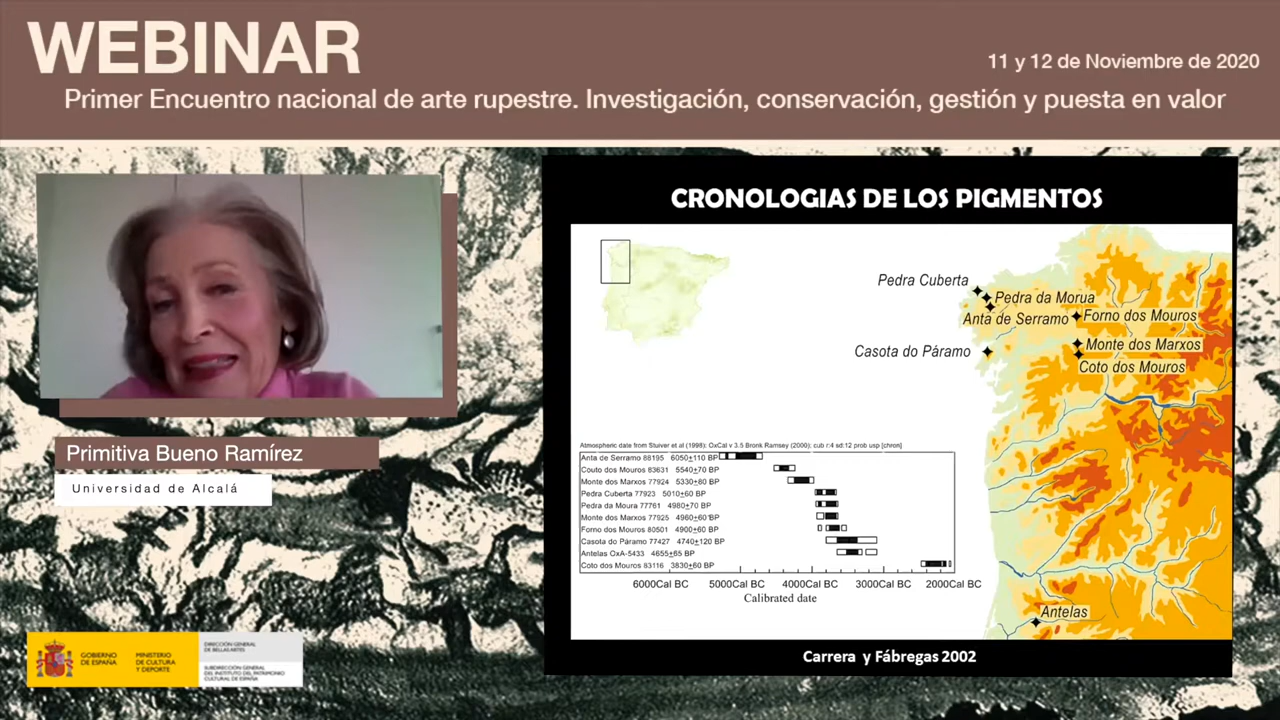 WEBINAR
11 y 12 de Noviembre de 2020
Primer Encuentro nacional de arte rupestre. Investigación, conservación, gestión y puesta en valor
Primitiva Bueno Ramírez
Universidad de Alcalá
GOBIERNO
DE ESPAÑA
MINISTERIO
DE CULTURA
Y DEPORTE
DIRECCIÓN GENERAL
DE BELLAS ARTES
SUBDIRECCIÓN GENERAL
DEL INSTITUTO DEL PATRIMONIO
CULTURAL DE ESPAÑA
CRONOLOGIAS DE LOS PIGMENTOS
Pedra Cuberta
Pedra da Morua
Anta de Serramo
Forno dos Mouros
Casota do Páramo
Monte dos Marxos
Coto dos Mouros
Antelas
Atmospheric date from Stuiver et al (1998): OxCal v 3.5 Bronk Ramsey (2000): cub r:4 sd:12 prob usp [chron]
Anta de Serramo 88195 6050±110 BP
Couto dos Mouros 83631 5540±70 BP
Monte dos Marxos 77924 5330±80 BP
Pedra Cuberta 77923 5010±60 BP
Pedra da Moura 77761 4980±70 BP
Monte dos Marxos 77925 4960±60 BP
Forno dos Mouros 80501 4900±60 BP
Casota do Páramo 77427 4740±120 BP
Antelas OxA-5433 4655±65 BP
Coto dos Mouros 83116 3830±60 BP
6000Cal BC 5000Cal BC 4000Cal BC 3000Cal BC 2000Cal BC
Calibrated date
Carrera y Fábregas 2002